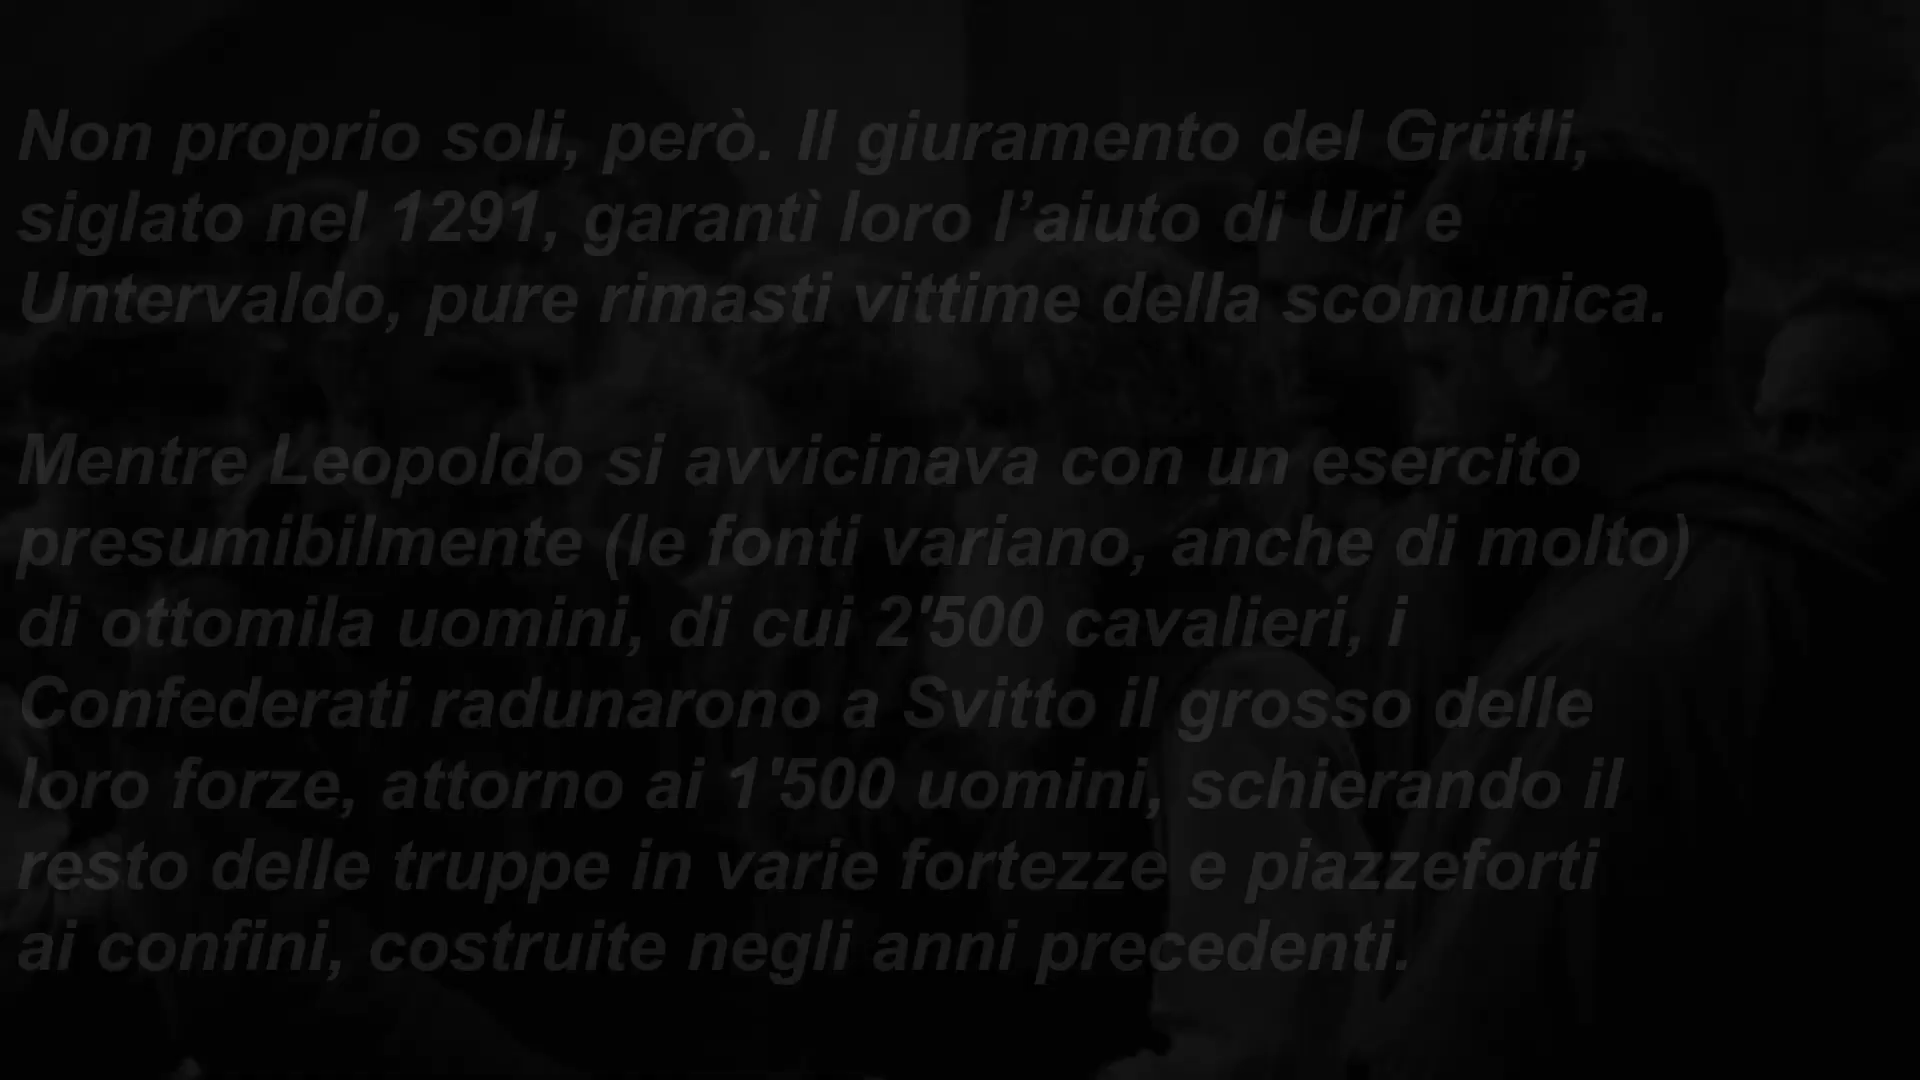 Non proprio soli, però. Il giuramento del Grütli,
siglato nel 1291, garantì loro l’aiuto di Uri e
Untervaldo, pure rimasti vittime della scomunica.
Mentre Leopoldo si avvicinava con un esercito
presumibilmente (le fonti variano, anche di molto)
di ottomila uomini, di cui 2'500 cavalieri, i
Confederati radunarono a Svitto il grosso delle
loro forze, attorno ai 1'500 uomini, schierando il
resto delle truppe in varie fortezze e piazzeforti
ai confini, costruite negli anni precedenti.